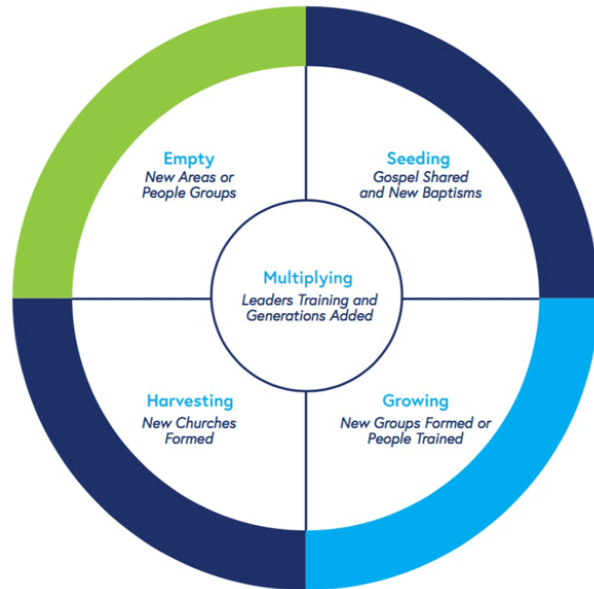 Empty
New Areas or
People Groups
Seeding
Gospel Shared
and New Baptisms
Multiplying
Leaders Training and
Generations Added
Harvesting
New Churches
Formed
Growing
New Groups Formed or
People Trained